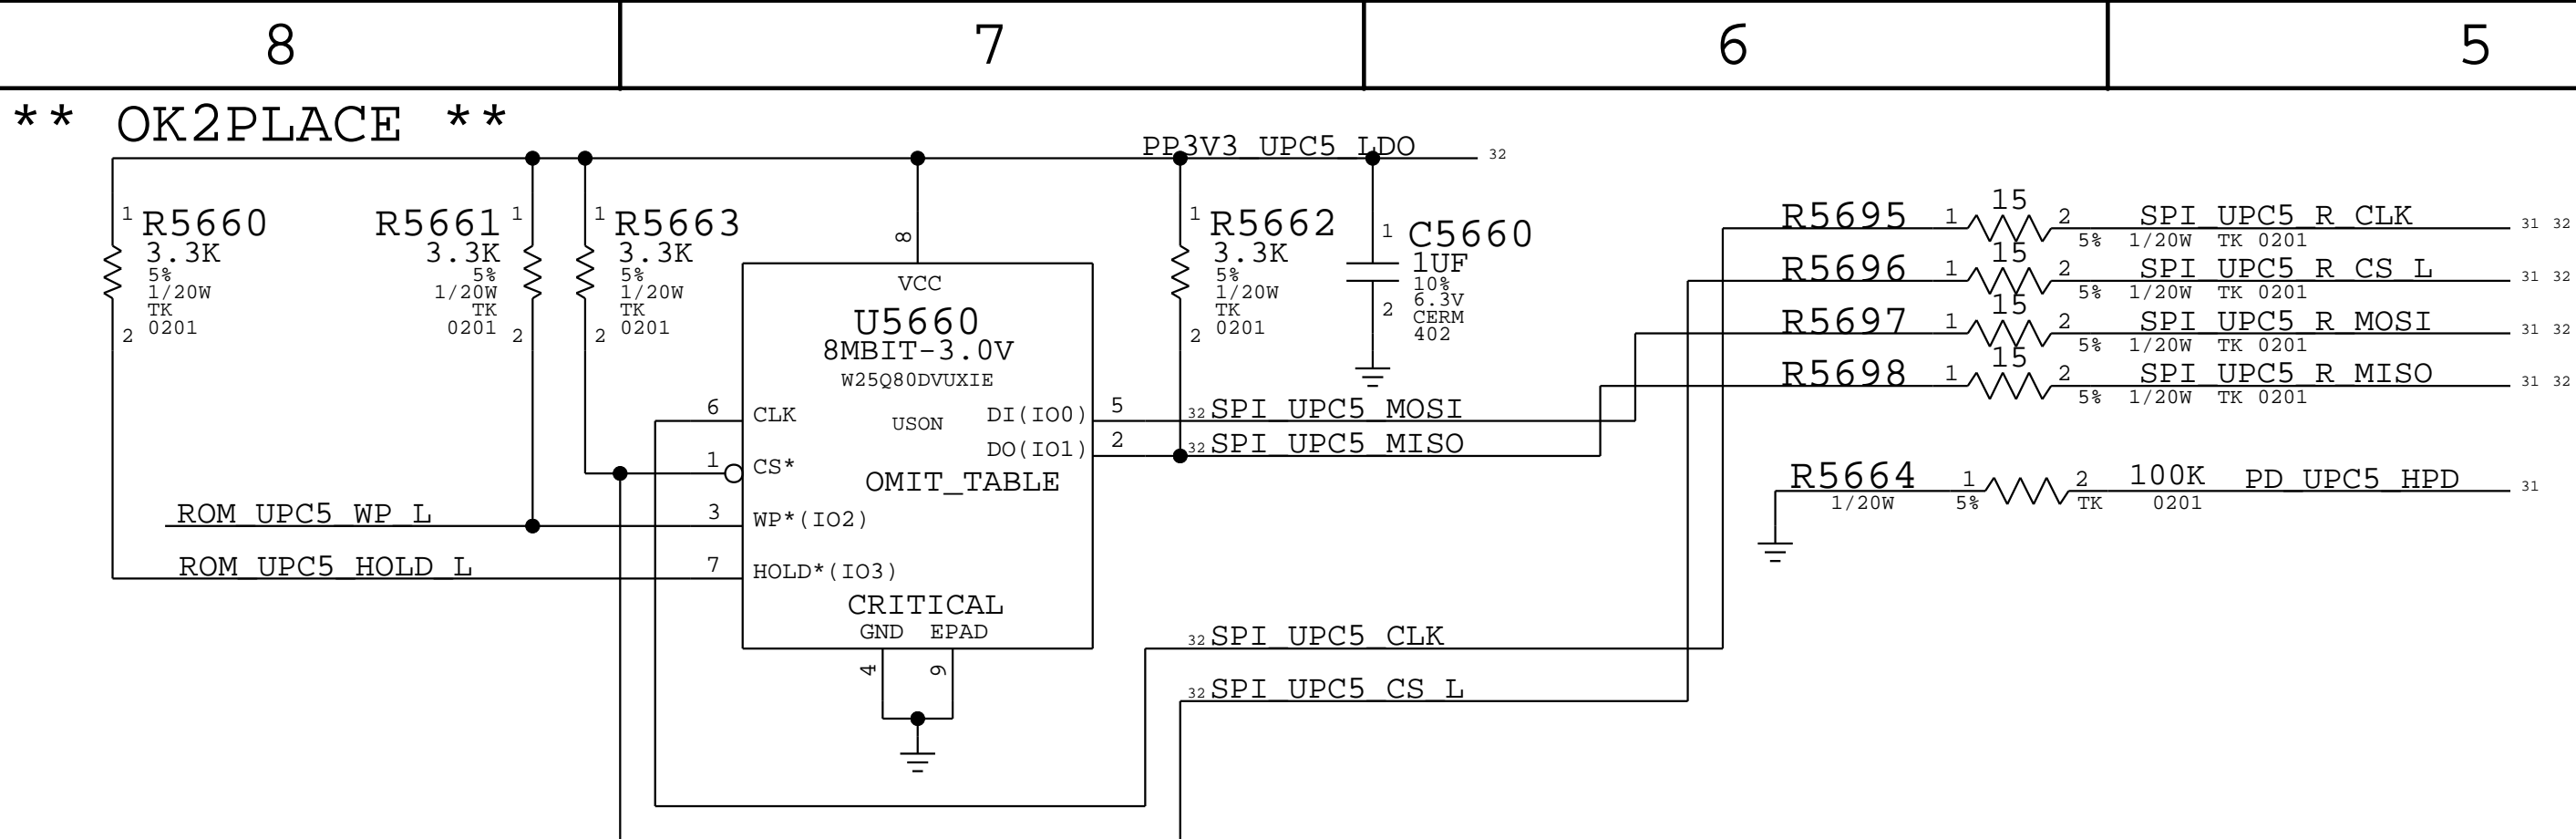 8 7 6 5
** OK2PLACE **
PP3V3_UPC5_LDO 32
1 R5660
3.3K
5%
1/20W
TK
0201
2
R5661 1
3.3K
5%
1/20W
TK
0201
2
1 R5663
3.3K
5%
1/20W
TK
0201
2
8
VCC
U5660
8MBIT-3.0V
W25Q80DVUXIE
USON
OMIT_TABLE
CRITICAL
6 CLK
1 CS*
3 WP*(IO2)
7 HOLD*(IO3)
DI(IO0) 5
DO(IO1) 2
GND EPAD
4 9
ROM_UPC5_WP_L
ROM_UPC5_HOLD_L
1 R5662
3.3K
5%
1/20W
TK
0201
2
1 C5660
1UF
10%
6.3V
CERM
402
2
32 SPI_UPC5_MOSI
32 SPI_UPC5_MISO
32 SPI_UPC5_CLK
32 SPI_UPC5_CS_L
R5695 1 15 2 SPI_UPC5_R_CLK 31 32
5% 1/20W TK 0201
R5696 1 15 2 SPI_UPC5_R_CS_L 31 32
5% 1/20W TK 0201
R5697 1 15 2 SPI_UPC5_R_MOSI 31 32
5% 1/20W TK 0201
R5698 1 15 2 SPI_UPC5_R_MISO 31 32
5% 1/20W TK 0201
R5664 1 2 100K PD_UPC5_HPD 31
1/20W 5% TK 0201